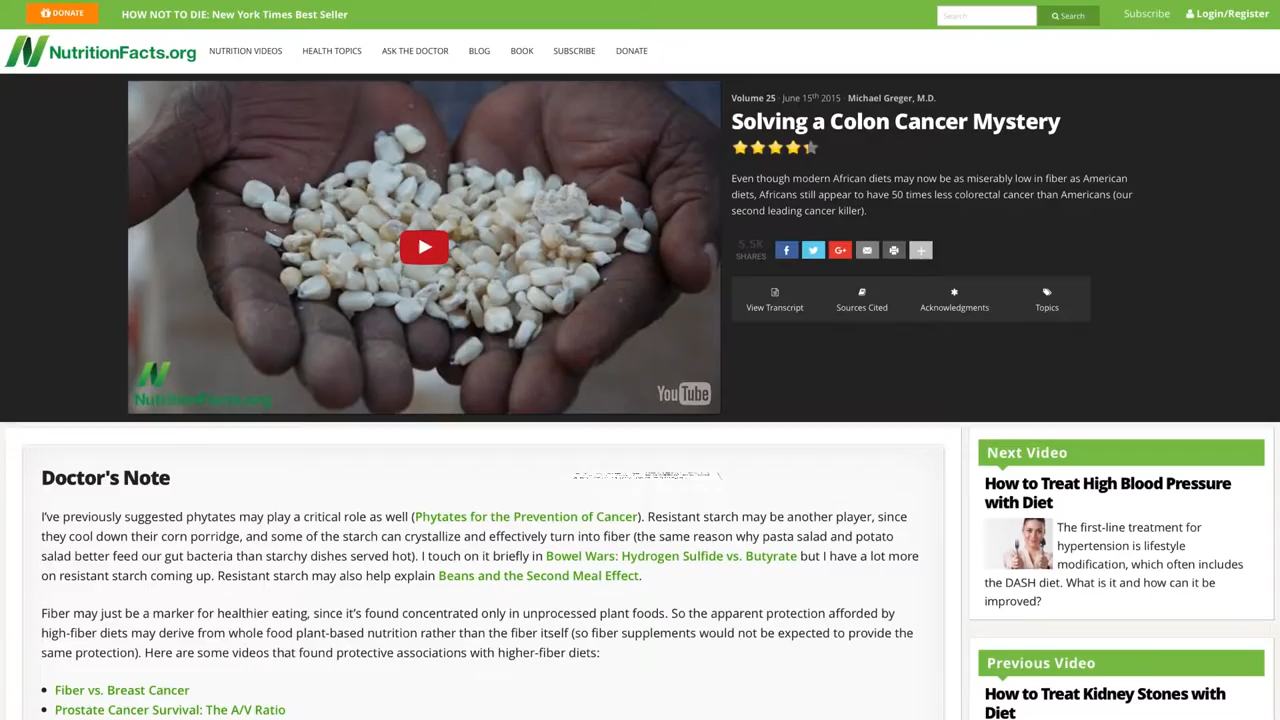 DONATE
HOW NOT TO DIE: New York Times Best Seller
Search
Search
Subscribe
Login/Register
NutritionFacts.org
NUTRITION VIDEOS
HEALTH TOPICS
ASK THE DOCTOR
BLOG
BOOK
SUBSCRIBE
DONATE
Volume 25 · June 15th 2015 · Michael Greger, M.D.
Solving a Colon Cancer Mystery
Even though modern African diets may now be as miserably low in fiber as American
diets, Africans still appear to have 50 times less colorectal cancer than Americans (our
second leading cancer killer).
5.5K
SHARES
View Transcript
Sources Cited
Acknowledgments
Topics
NutritionFacts.org
YouTube
Doctor's Note
I've previously suggested phytates may play a critical role as well (Phytates for the Prevention of Cancer). Resistant starch may be another player, since
they cool down their corn porridge, and some of the starch can crystallize and effectively turn into fiber (the same reason why pasta salad and potato
salad better feed our gut bacteria than starchy dishes served hot). I touch on it briefly in Bowel Wars: Hydrogen Sulfide vs. Butyrate but I have a lot more
on resistant starch coming up. Resistant starch may also help explain Beans and the Second Meal Effect.
Fiber may just be a marker for healthier eating, since it's found concentrated only in unprocessed plant foods. So the apparent protection afforded by
high-fiber diets may derive from whole food plant-based nutrition rather than the fiber itself (so fiber supplements would not be expected to provide the
same protection). Here are some videos that found protective associations with higher-fiber diets:
Fiber vs. Breast Cancer
Prostate Cancer Survival: The A/V Ratio
Next Video
How to Treat High Blood Pressure
with Diet
The first-line treatment for
hypertension is lifestyle
modification, which often includes
the DASH diet. What is it and how can it be
improved?
Previous Video
How to Treat Kidney Stones with
Diet